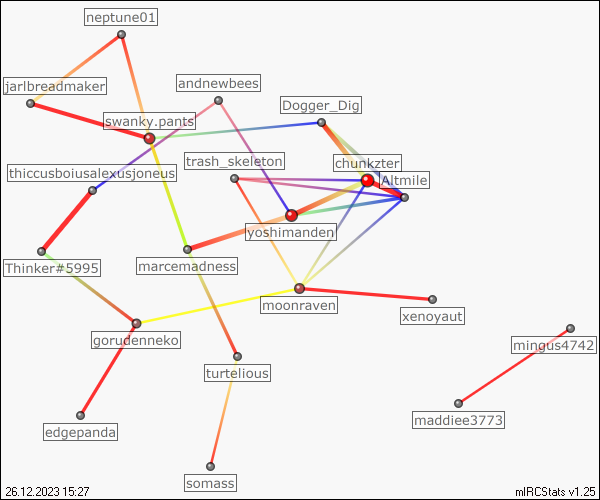 neptune01
jarlbreadmaker
andnewbees
Dogger_Dig
swanky.pants
trash_skeleton
chunkzter
thiccusboiusalexusjoneus
Altmile
yoshimanden
Thinker#5995
marcemadness
moonraven
xenoyaut
gorudenneko
mingus4742
turtelious
maddiee3773
edgepanda
somass
26.12.2023 15:27
mIRCStats v1.25